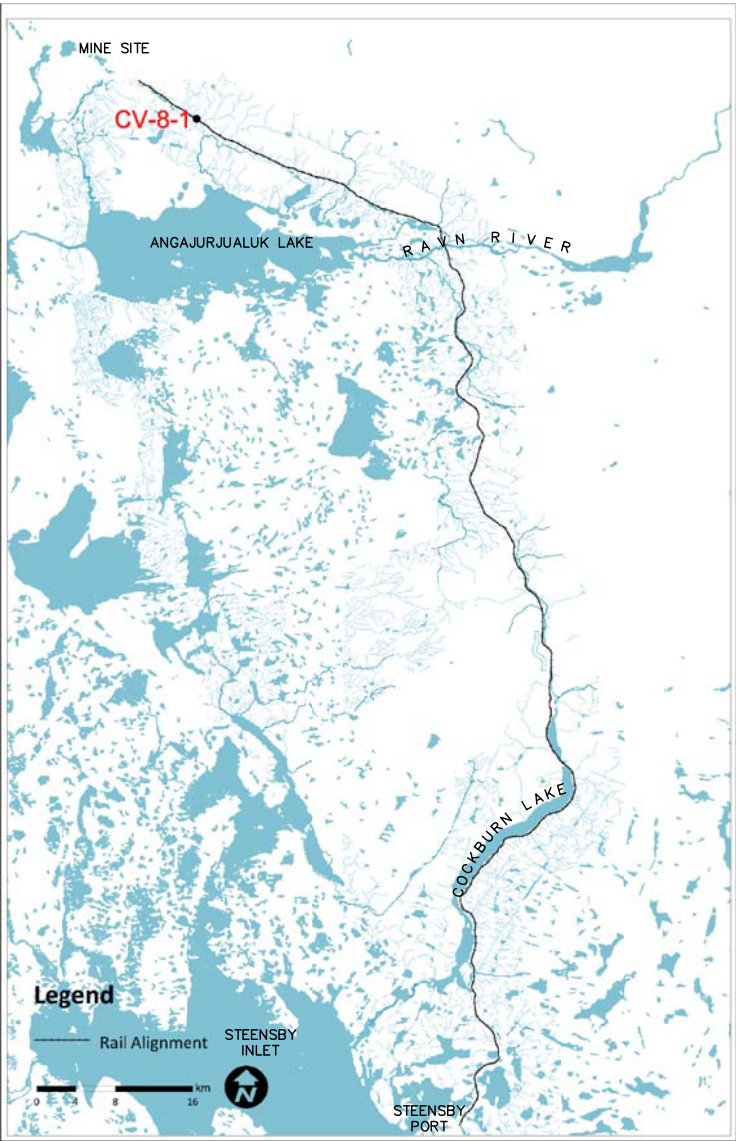 MINE SITE
CV-8-1
ANGAJURJUALUK LAKE
RAVN RIVER
COCKBURN LAKE
Legend
Rail Alignment
STEENSBY
INLET
km
0 4 8 16
N
STEENSBY
PORT